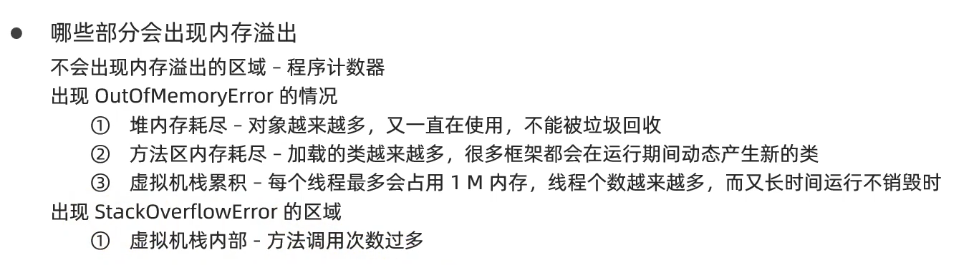 ● 哪些部分会出现内存溢出
不会出现内存溢出的区域 – 程序计数器
出现 OutOfMemoryError 的情况
① 堆内存耗尽 – 对象越来越多，又一直在使用，不能被垃圾回收
② 方法区内存耗尽 – 加载的类越来越多，很多框架都会在运行期间动态产生新的类
③ 虚拟机栈累积 – 每个线程最多会占用 1 M 内存，线程个数越来越多，而又长时间运行不销毁时
出现 StackOverflowError 的区域
① 虚拟机栈内部 - 方法调用次数过多